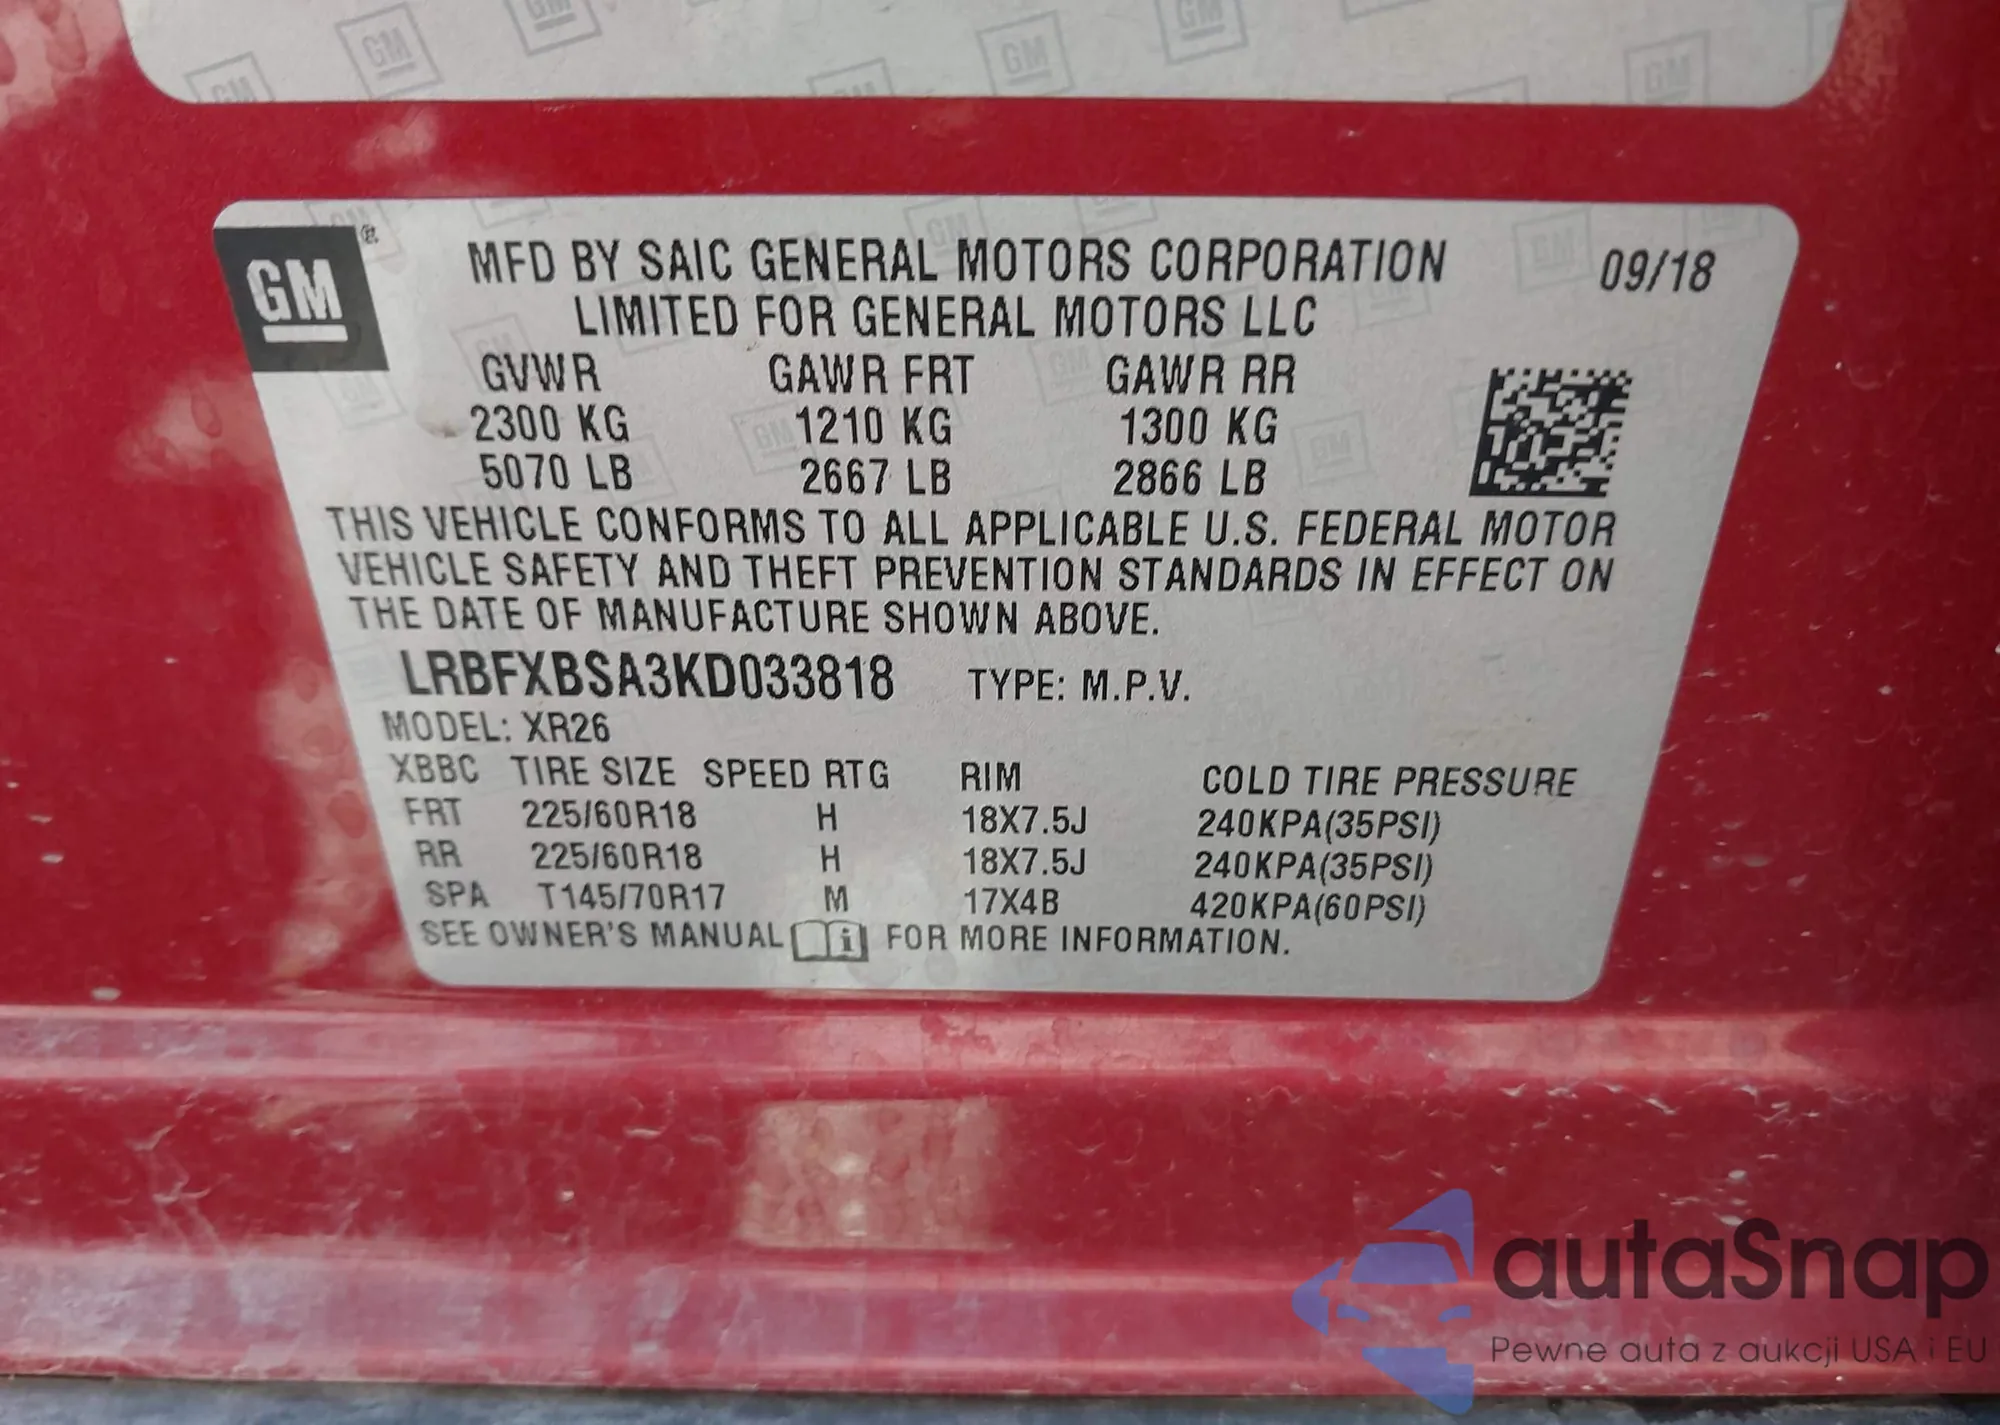 GM
MFD BY SAIC GENERAL MOTORS CORPORATION 09/18
LIMITED FOR GENERAL MOTORS LLC
GVWR GAWR FRT GAWR RR
2300 KG 1210 KG 1300 KG
5070 LB 2667 LB 2866 LB
THIS VEHICLE CONFORMS TO ALL APPLICABLE U.S. FEDERAL MOTOR
VEHICLE SAFETY AND THEFT PREVENTION STANDARDS IN EFFECT ON
THE DATE OF MANUFACTURE SHOWN ABOVE.
LRBFXBSA3KD033818 TYPE: M.P.V.
MODEL: XR26
XBBC TIRE SIZE SPEED RTG RIM COLD TIRE PRESSURE
FRT 225/60R18 H 18X7.5J 240KPA(35PSI)
RR 225/60R18 H 18X7.5J 240KPA(35PSI)
SPA T145/70R17 M 17X4B 420KPA(60PSI)
SEE OWNER'S MANUAL FOR MORE INFORMATION.
autaSnap
Pewne auta z aukcji USA i EU